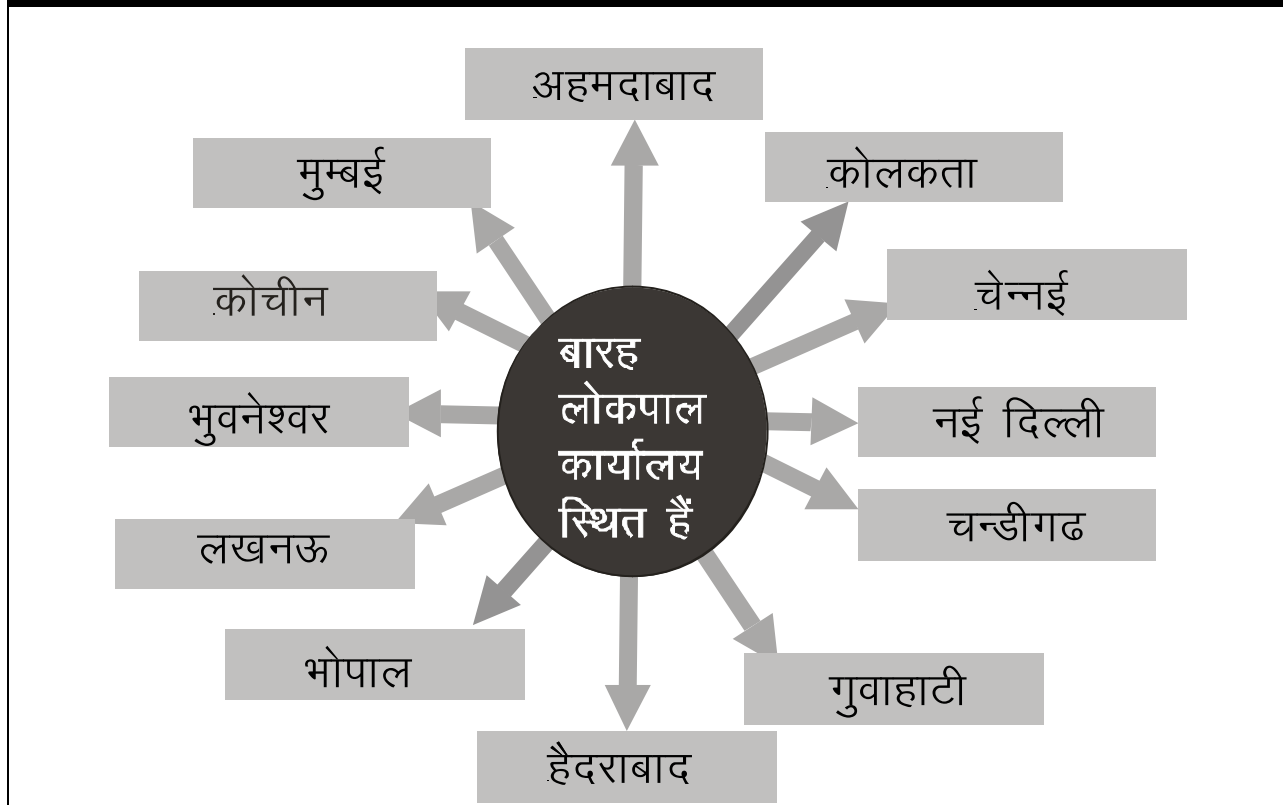 अहमदाबाद
मुम्बई
कोलकता
कोचीन
चेन्नई
बारह
लोकपाल
कार्यालय
स्थित हैं
भुवनेश्वर
नई दिल्ली
लखनऊ
चन्डीगढ
भोपाल
गुवाहाटी
हैदराबाद